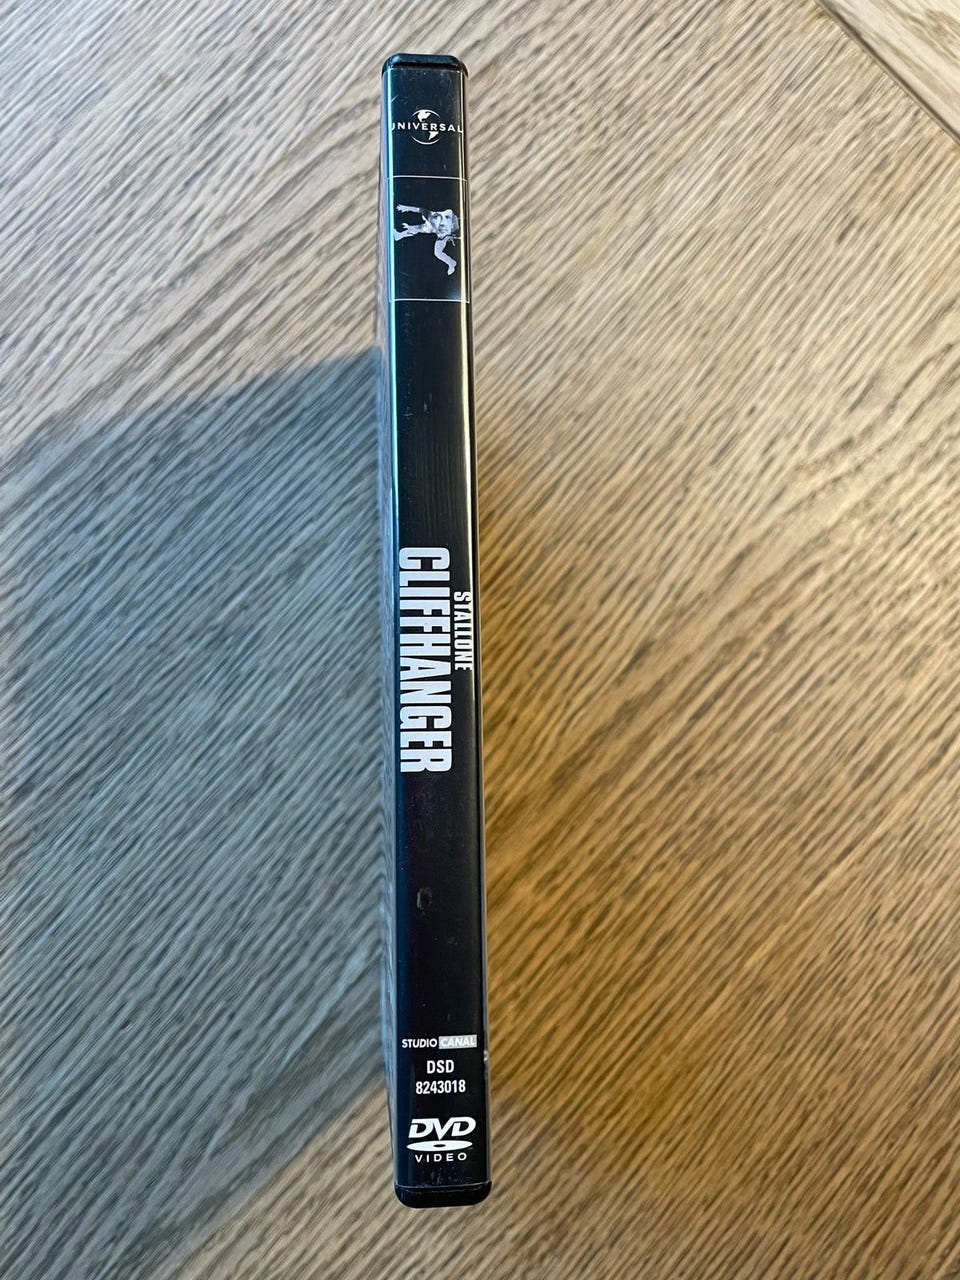 UNIVERSAL
STALLONE
CLIFFHANGER
STUDIO CANAL
DSD
8243018
DVD
VIDEO